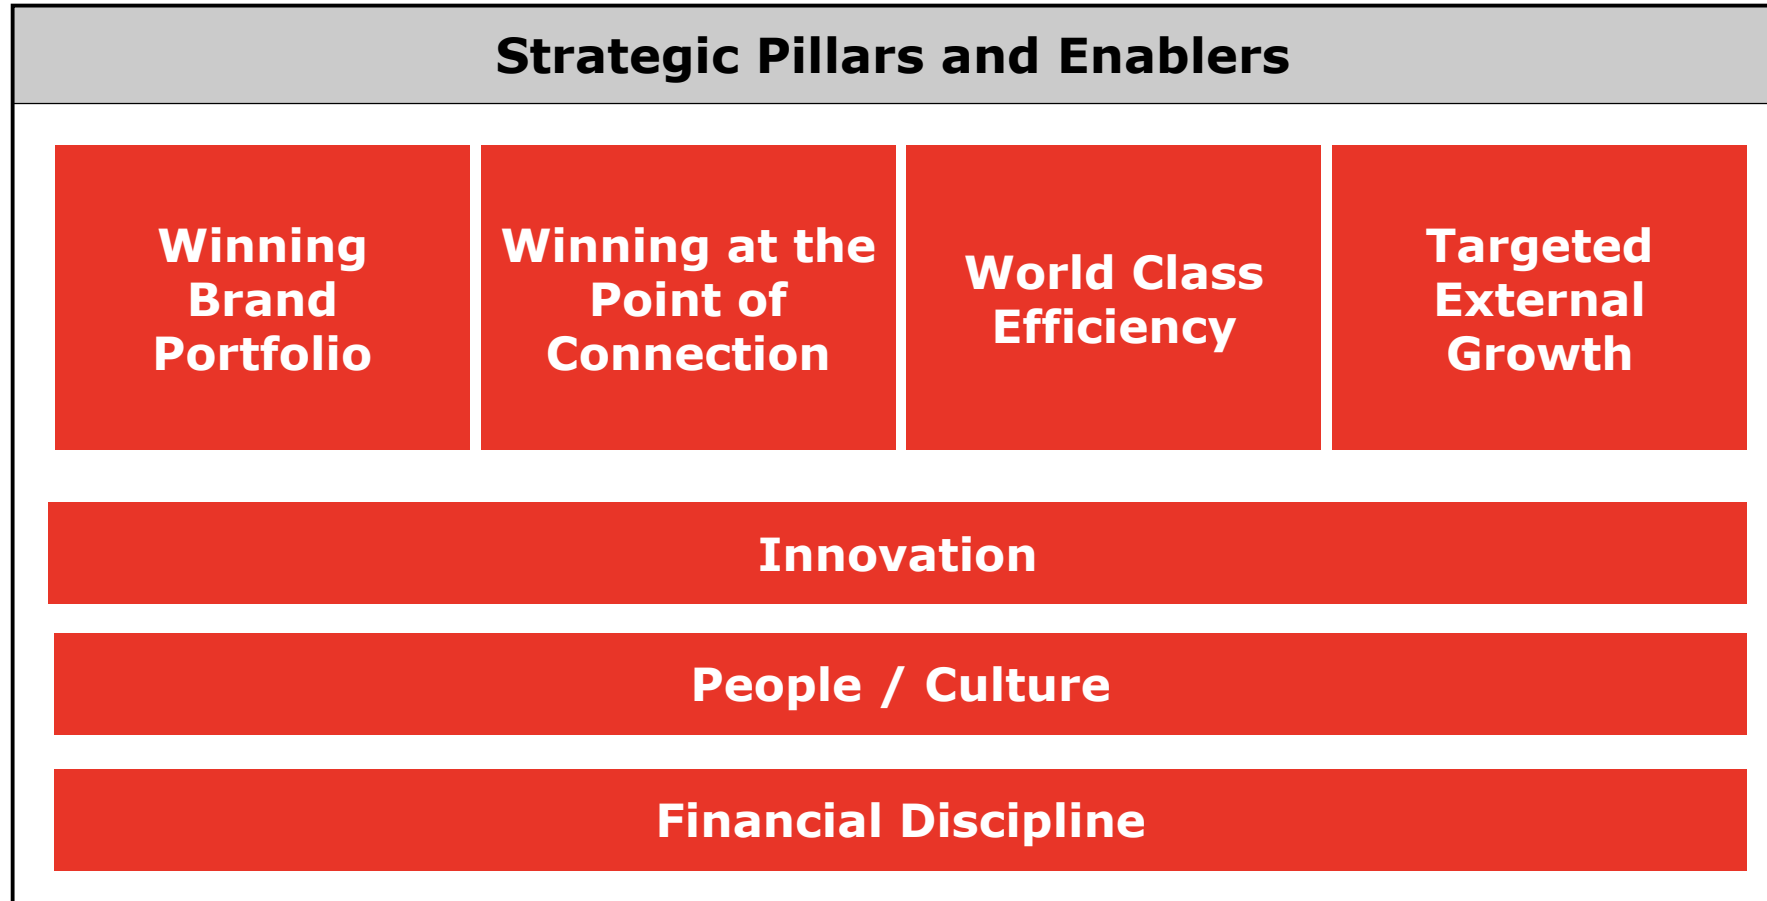 Strategic Pillars and Enablers
Winning
Brand
Portfolio
Winning at the
Point of
Connection
World Class
Efficiency
Targeted
External
Growth
Innovation
People / Culture
Financial Discipline